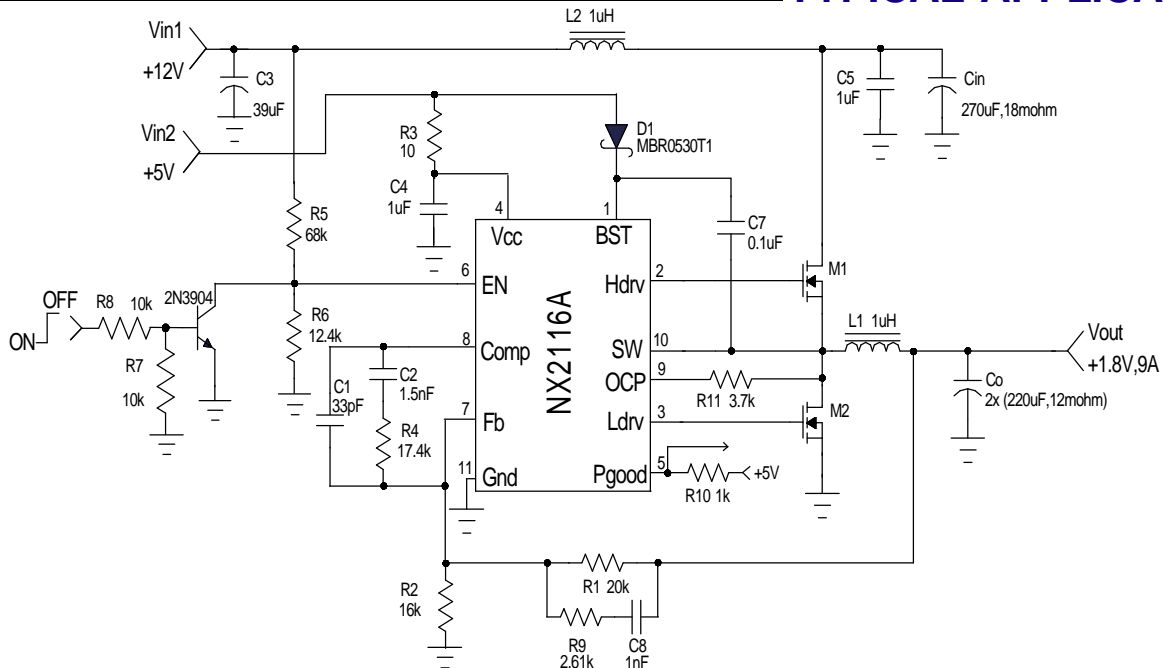 L2 1uH
Vin1
+12V
C3
39uF
C5
1uF
Cin
270uF,18mohm
Vin2
+5V
R3
10
D1
MBR0530T1
C4
1uF
4
1
C7
0.1uF
R5
68k
Vcc
BST
6
EN
Hdrv
2
M1
OFF
ON
R8
10k
2N3904
R6
12.4k
NX2116A
L1 1uH
Vout
+1.8V,9A
SW
10
8
Comp
OCP
9
R7
10k
C1
33pF
C2
1.5nF
R11 3.7k
Co
2x (220uF,12mohm)
7
Fb
Ldrv
3
M2
R4
17.4k
11
Gnd
Pgood
5
+5V
R10 1k
R2
16k
R1 20k
R9
2.61k
C8
1nF